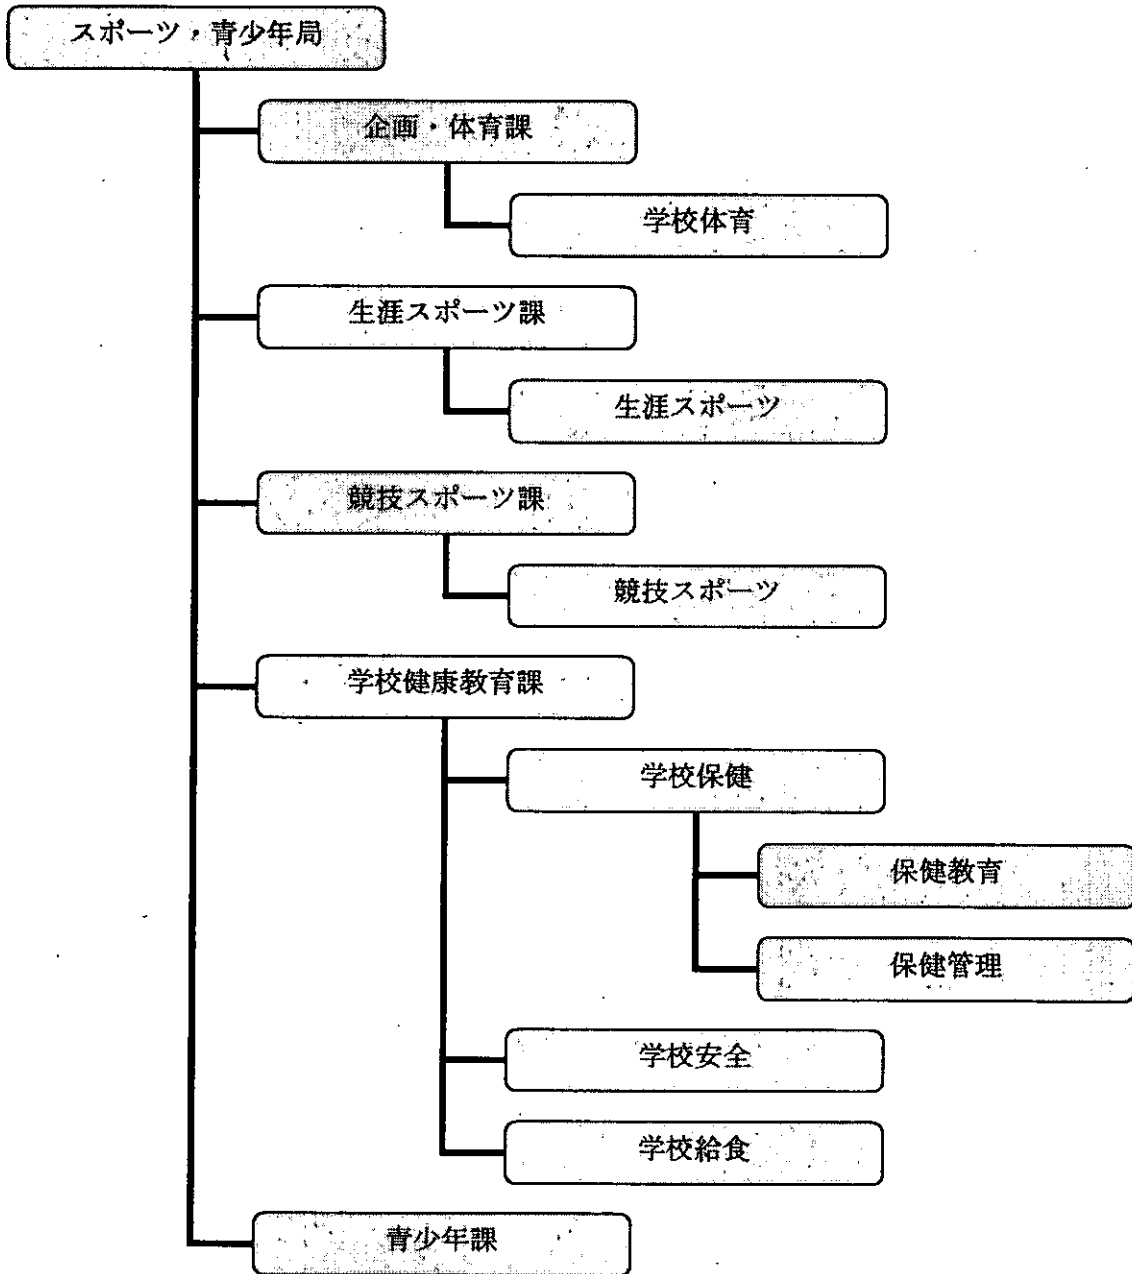 スポーツ・青少年局
企画・体育課
学校体育
生涯スポーツ課
生涯スポーツ
競技スポーツ課
競技スポーツ
学校健康教育課
学校保健
保健教育
保健管理
学校安全
学校給食
青少年課